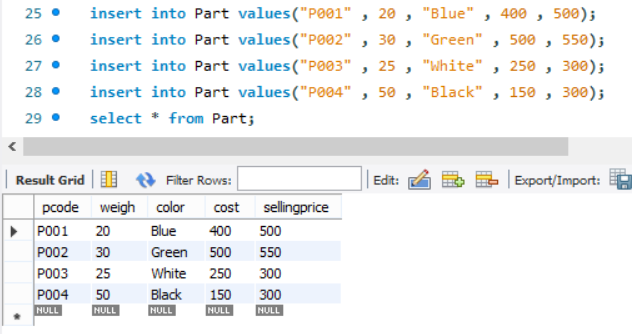 25 insert into Part values("P001" , 20 , "Blue" , 400 , 500);
26 insert into Part values("P002" , 30 , "Green" , 500 , 550);
27 insert into Part values("P003" , 25 , "White" , 250 , 300);
28 insert into Part values("P004" , 50 , "Black" , 150 , 300);
29 select * from Part;
Result Grid Filter Rows: Edit: Export/Import:
pcode weigh color cost sellingprice
P001 20 Blue 400 500
P002 30 Green 500 550
P003 25 White 250 300
P004 50 Black 150 300
NULL NULL NULL NULL NULL